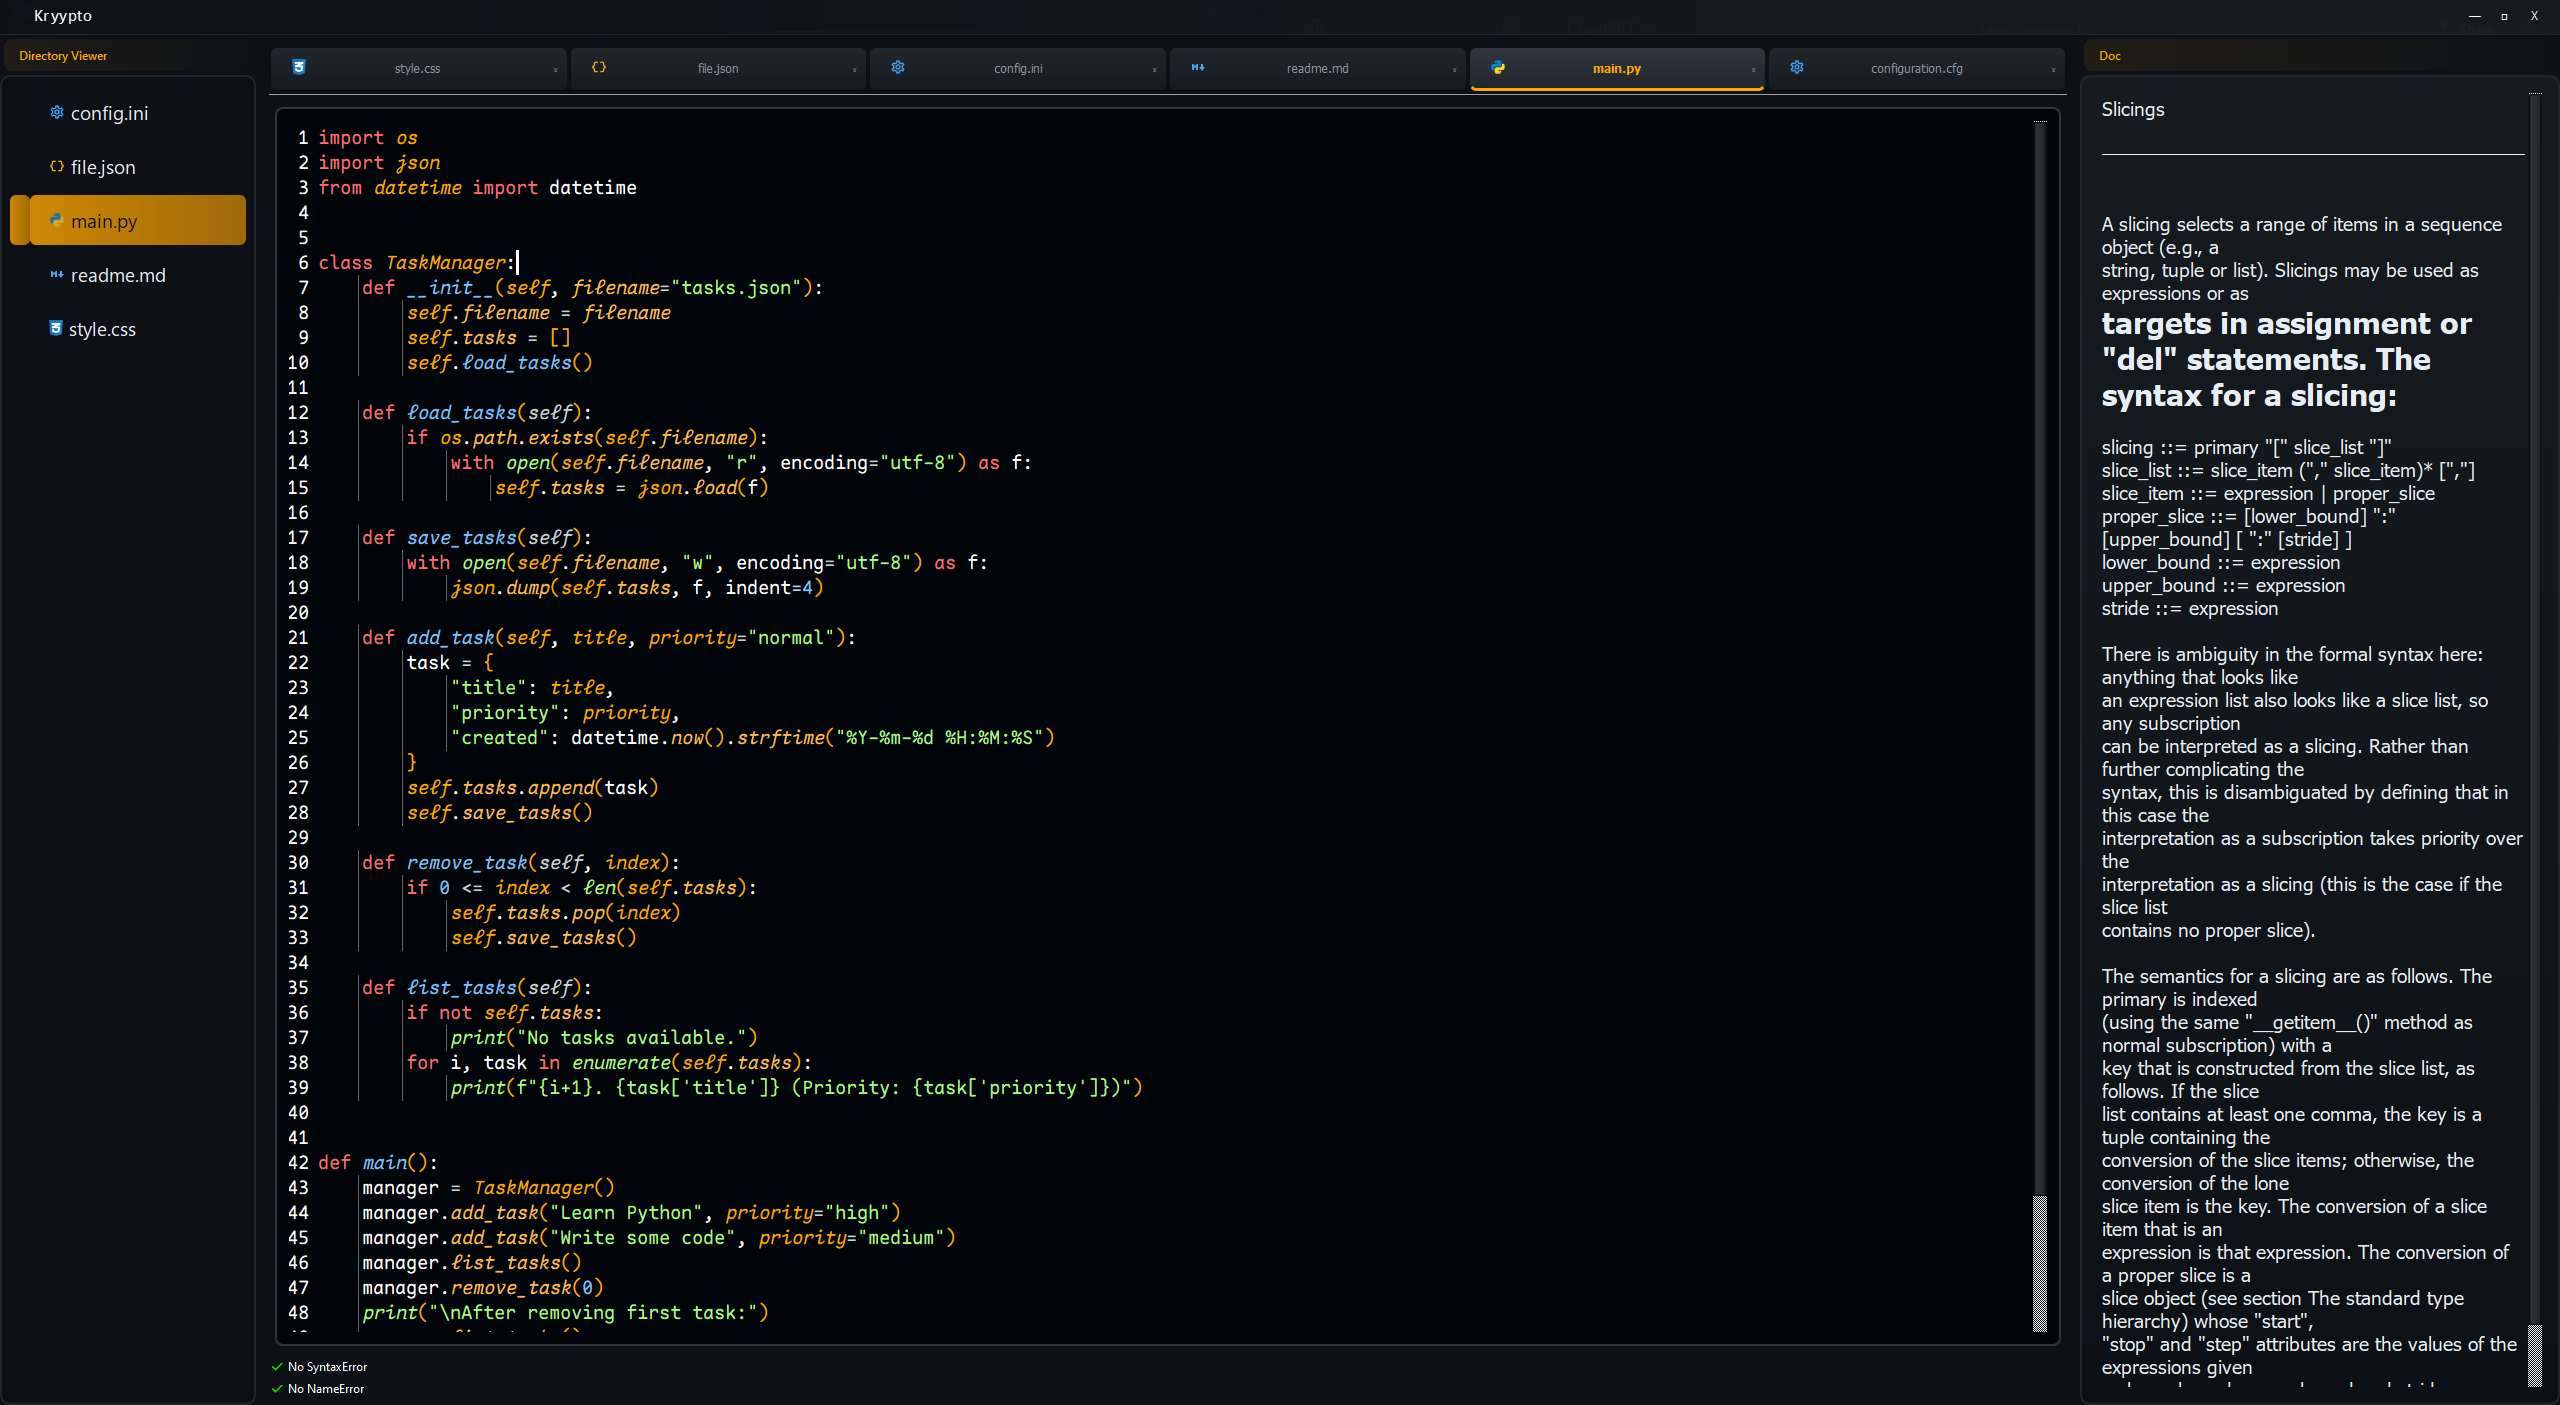 Kryypto
Directory Viewer
config.ini
file.json
main.py
readme.md
style.css
style.css x
file.json x
config.ini x
readme.md x
main.py x
configuration.cfg x
1 import os
2 import json
3 from datetime import datetime
4
5
6 class TaskManager:
7     def __init__(self, filename="tasks.json"):
8         self.filename = filename
9         self.tasks = []
10         self.load_tasks()
11
12     def load_tasks(self):
13         if os.path.exists(self.filename):
14             with open(self.filename, "r", encoding="utf-8") as f:
15                 self.tasks = json.load(f)
16
17     def save_tasks(self):
18         with open(self.filename, "w", encoding="utf-8") as f:
19             json.dump(self.tasks, f, indent=4)
20
21     def add_task(self, title, priority="normal"):
22         task = {
23             "title": title,
24             "priority": priority,
25             "created": datetime.now().strftime("%Y-%m-%d %H:%M:%S")
26         }
27         self.tasks.append(task)
28         self.save_tasks()
29
30     def remove_task(self, index):
31         if 0 <= index < len(self.tasks):
32             self.tasks.pop(index)
33             self.save_tasks()
34
35     def list_tasks(self):
36         if not self.tasks:
37             print("No tasks available.")
38         for i, task in enumerate(self.tasks):
39             print(f"{i+1}. {task['title']} (Priority: {task['priority']})")
40
41
42 def main():
43     manager = TaskManager()
44     manager.add_task("Learn Python", priority="high")
45     manager.add_task("Write some code", priority="medium")
46     manager.list_tasks()
47     manager.remove_task(0)
48     print("\nAfter removing first task:")
No SyntaxError
No NameError
Doc
Slicings
A slicing selects a range of items in a sequence
object (e.g., a
string, tuple or list). Slicings may be used as
expressions or as
targets in assignment or
"del" statements. The
syntax for a slicing:
slicing ::= primary "[" slice_list "]"
slice_list ::= slice_item ("," slice_item)* [","]
slice_item ::= expression | proper_slice
proper_slice ::= [lower_bound] ":"
[upper_bound] [ ":" [stride] ]
lower_bound ::= expression
upper_bound ::= expression
stride ::= expression
There is ambiguity in the formal syntax here:
anything that looks like
an expression list also looks like a slice list, so
any subscription
can be interpreted as a slicing. Rather than
further complicating the
syntax, this is disambiguated by defining that in
this case the
interpretation as a subscription takes priority over
the
interpretation as a slicing (this is the case if the
slice list
contains no proper slice).
The semantics for a slicing are as follows. The
primary is indexed
(using the same "__getitem__()" method as
normal subscription) with a
key that is constructed from the slice list, as
follows. If the slice
list contains at least one comma, the key is a
tuple containing the
conversion of the slice items; otherwise, the
conversion of the lone
slice item is the key. The conversion of a slice
item that is an
expression is that expression. The conversion of
a proper slice is a
slice object (see section The standard type
hierarchy) whose "start",
"stop" and "step" attributes are the values of the
expressions given